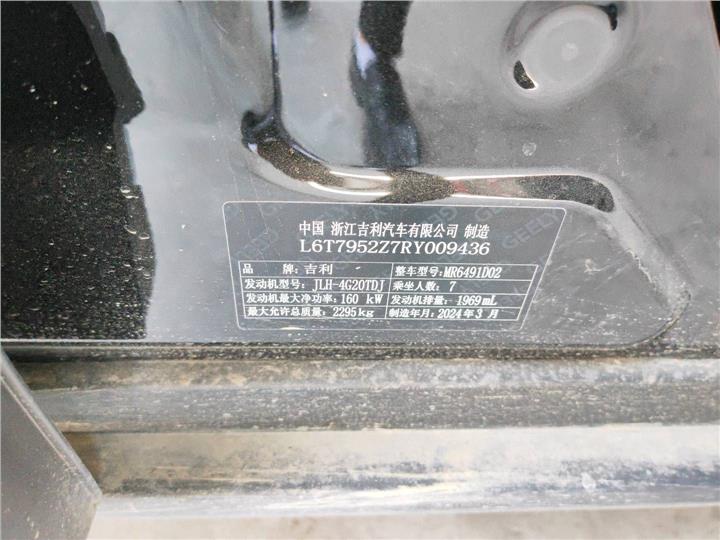 中国 浙江吉利汽车有限公司 制造
L6T7952Z7RY009436
品 牌:吉利 整车型号:MR6491D02
发动机型号: JLH-4G20TDJ 乘坐人数: 7
发动机最大净功率:160 kW 发动机排量:1969mL
最大允许总质量:2295kg 制造年月:2024年3月
GEELY